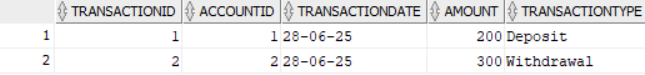 TRANSACTIONID ACCOUNTID TRANSACTIONDATE AMOUNT TRANSACTIONTYPE
1 1 1 28-06-25 200 Deposit
2 2 2 28-06-25 300 Withdrawal